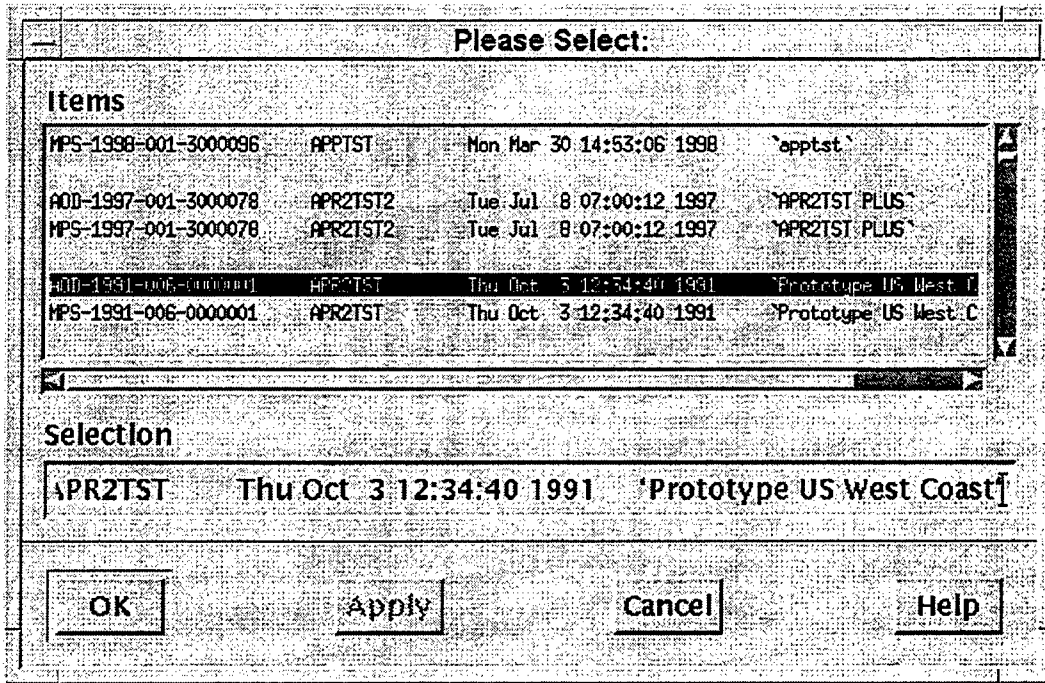 Please Select:
Items
MPS-1998-001-3000096 APPTST Mon Mar 30 14:53:06 1998 `apptst`
AOD-1997-001-3000078 APR2TST2 Tue Jul 8 07:00:12 1997 `APR2TST PLUS`
MPS-1997-001-3000078 APR2TST2 Tue Jul 8 07:00:12 1997 `APR2TST PLUS`
AOD-1991-006-0000001 APR2TST Thu Oct 3 12:34:40 1991 `Prototype US West C
MPS-1991-006-0000001 APR2TST Thu Oct 3 12:34:40 1991 `Prototype US West C
Selection
APR2TST Thu Oct 3 12:34:40 1991 ‘Prototype US West Coast‘
OK Apply Cancel Help